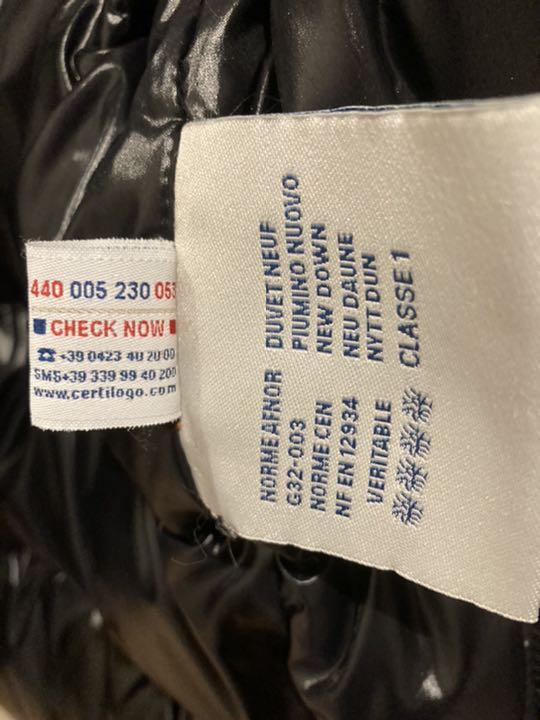 440 005 230 053
CHECK NOW
☎ +39 0423 40 20 00
SMS+39 339 99 40 200
www.certilogo.com
NORME AFNOR DUVET NEUF
G32-003 PIUMINO NUOVO
NORME CEN NEW DOWN
NF EN 12934 NEU DAUNE
VERITABLE NYTT DUN
CLASSE 1